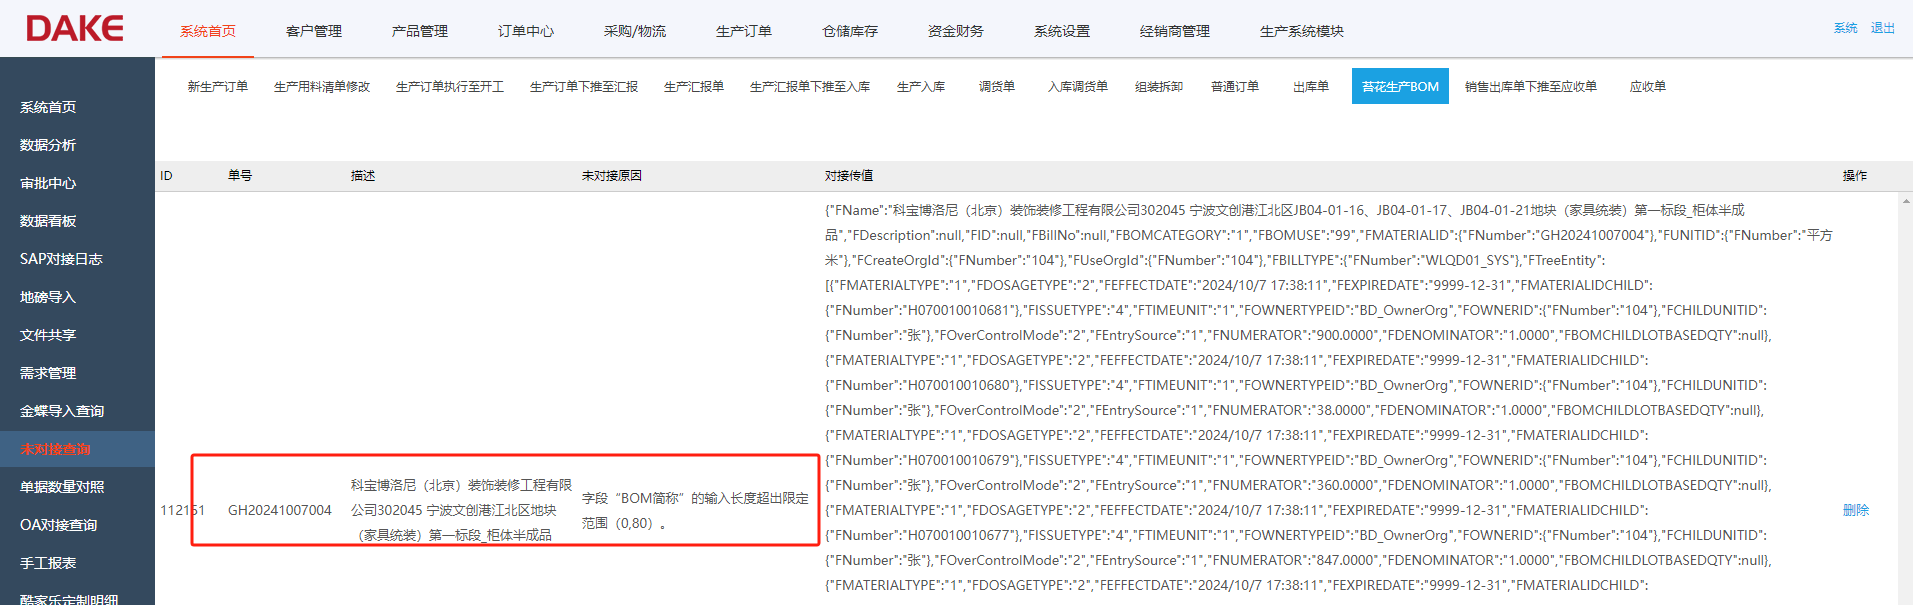 DAKE
系统首页 客户管理 产品管理 订单中心 采购/物流 生产订单 仓储库存 资金财务 系统设置 经销商管理 生产系统模块
系统 退出
新生产订单 生产用料清单修改 生产订单执行至开工 生产订单下推至汇报 生产汇报单 生产汇报单下推至入库 生产入库 调货单 入库调货单 组装拆卸 普通订单 出库单 苔花生产BOM 销售出库单下推至应收单 应收单
系统首页
数据分析
审批中心
数据看板
SAP对接日志
地磅导入
文件共享
需求管理
金蝶导入查询
未对接查询
单据数量对照
OA对接查询
手工报表
酷家乐定制明细
ID 单号 描述 未对接原因 对接传值 操作
112151 GH20241007004
科宝博洛尼（北京）装饰装修工程有限
公司302045 宁波文创港江北区地块
（家具统装）第一标段_柜体半成品
字段“BOM简称”的输入长度超出限定
范围（0,80）。
{"FName":"科宝博洛尼（北京）装饰装修工程有限公司302045 宁波文创港江北区JB04-01-16、JB04-01-17、JB04-01-21地块（家具统装）第一标段_柜体半成
品","FDescription":null,"FID":null,"FBillNo":null,"FBOMCATEGORY":"1","FBOMUSE":"99","FMATERIALID":{"FNumber":"GH20241007004"},"FUNITID":{"FNumber":"平方
米"},"FCreateOrgId":{"FNumber":"104"},"FUseOrgId":{"FNumber":"104"},"FBILLTYPE":{"FNumber":"WLQD01_SYS"},"FTreeEntity":
[{"FMATERIALTYPE":"1","FDOSAGETYPE":"2","FEFFECTDATE":"2024/10/7 17:38:11","FEXPIREDATE":"9999-12-31","FMATERIALIDCHILD":
{"FNumber":"H070010010681"},"FISSUETYPE":"4","FTIMEUNIT":"1","FOWNERTYPEID":"BD_OwnerOrg","FOWNERID":{"FNumber":"104"},"FCHILDUNITID":
{"FNumber":"张"},"FOverControlMode":"2","FEntrySource":"1","FNUMERATOR":"900.0000","FDENOMINATOR":"1.0000","FBOMCHILDLOTBASEDQTY":null},
{"FMATERIALTYPE":"1","FDOSAGETYPE":"2","FEFFECTDATE":"2024/10/7 17:38:11","FEXPIREDATE":"9999-12-31","FMATERIALIDCHILD":
{"FNumber":"H070010010680"},"FISSUETYPE":"4","FTIMEUNIT":"1","FOWNERTYPEID":"BD_OwnerOrg","FOWNERID":{"FNumber":"104"},"FCHILDUNITID":
{"FNumber":"张"},"FOverControlMode":"2","FEntrySource":"1","FNUMERATOR":"38.0000","FDENOMINATOR":"1.0000","FBOMCHILDLOTBASEDQTY":null},
{"FMATERIALTYPE":"1","FDOSAGETYPE":"2","FEFFECTDATE":"2024/10/7 17:38:11","FEXPIREDATE":"9999-12-31","FMATERIALIDCHILD":
{"FNumber":"H070010010679"},"FISSUETYPE":"4","FTIMEUNIT":"1","FOWNERTYPEID":"BD_OwnerOrg","FOWNERID":{"FNumber":"104"},"FCHILDUNITID":
{"FNumber":"张"},"FOverControlMode":"2","FEntrySource":"1","FNUMERATOR":"360.0000","FDENOMINATOR":"1.0000","FBOMCHILDLOTBASEDQTY":null},
{"FMATERIALTYPE":"1","FDOSAGETYPE":"2","FEFFECTDATE":"2024/10/7 17:38:11","FEXPIREDATE":"9999-12-31","FMATERIALIDCHILD":
{"FNumber":"H070010010677"},"FISSUETYPE":"4","FTIMEUNIT":"1","FOWNERTYPEID":"BD_OwnerOrg","FOWNERID":{"FNumber":"104"},"FCHILDUNITID":
{"FNumber":"张"},"FOverControlMode":"2","FEntrySource":"1","FNUMERATOR":"847.0000","FDENOMINATOR":"1.0000","FBOMCHILDLOTBASEDQTY":null},
{"FMATERIALTYPE":"1","FDOSAGETYPE":"2","FEFFECTDATE":"2024/10/7 17:38:11","FEXPIREDATE":"9999-12-31","FMATERIALIDCHILD":
删除